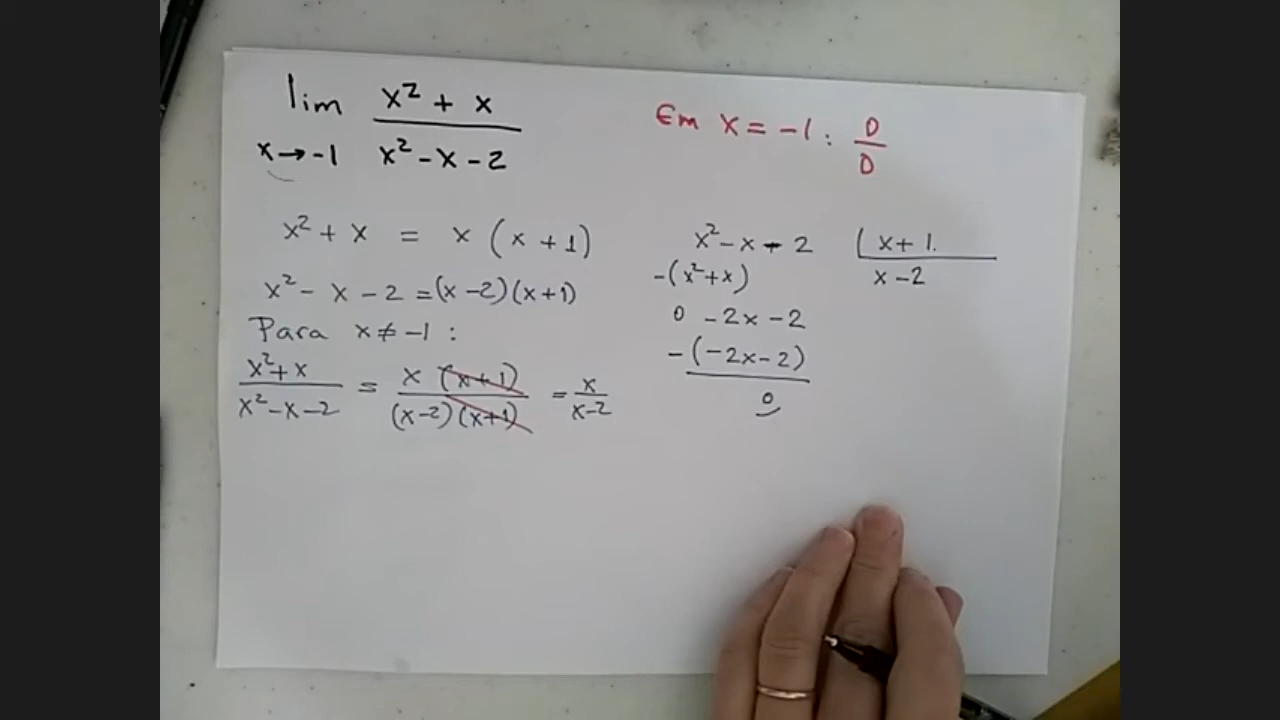 lim x² + x / x² - x - 2
x → -1
Em x = -1 : 0/0
x² + x = x (x + 1)
x² - x - 2 = (x - 2)(x + 1)
Para x ≠ -1 :
x² + x / x² - x - 2 = x (x + 1) / (x - 2)(x + 1) = x / x - 2
x² - x - 2 | x + 1
-(x² + x) x - 2
0 - 2x - 2
-(-2x - 2)
0